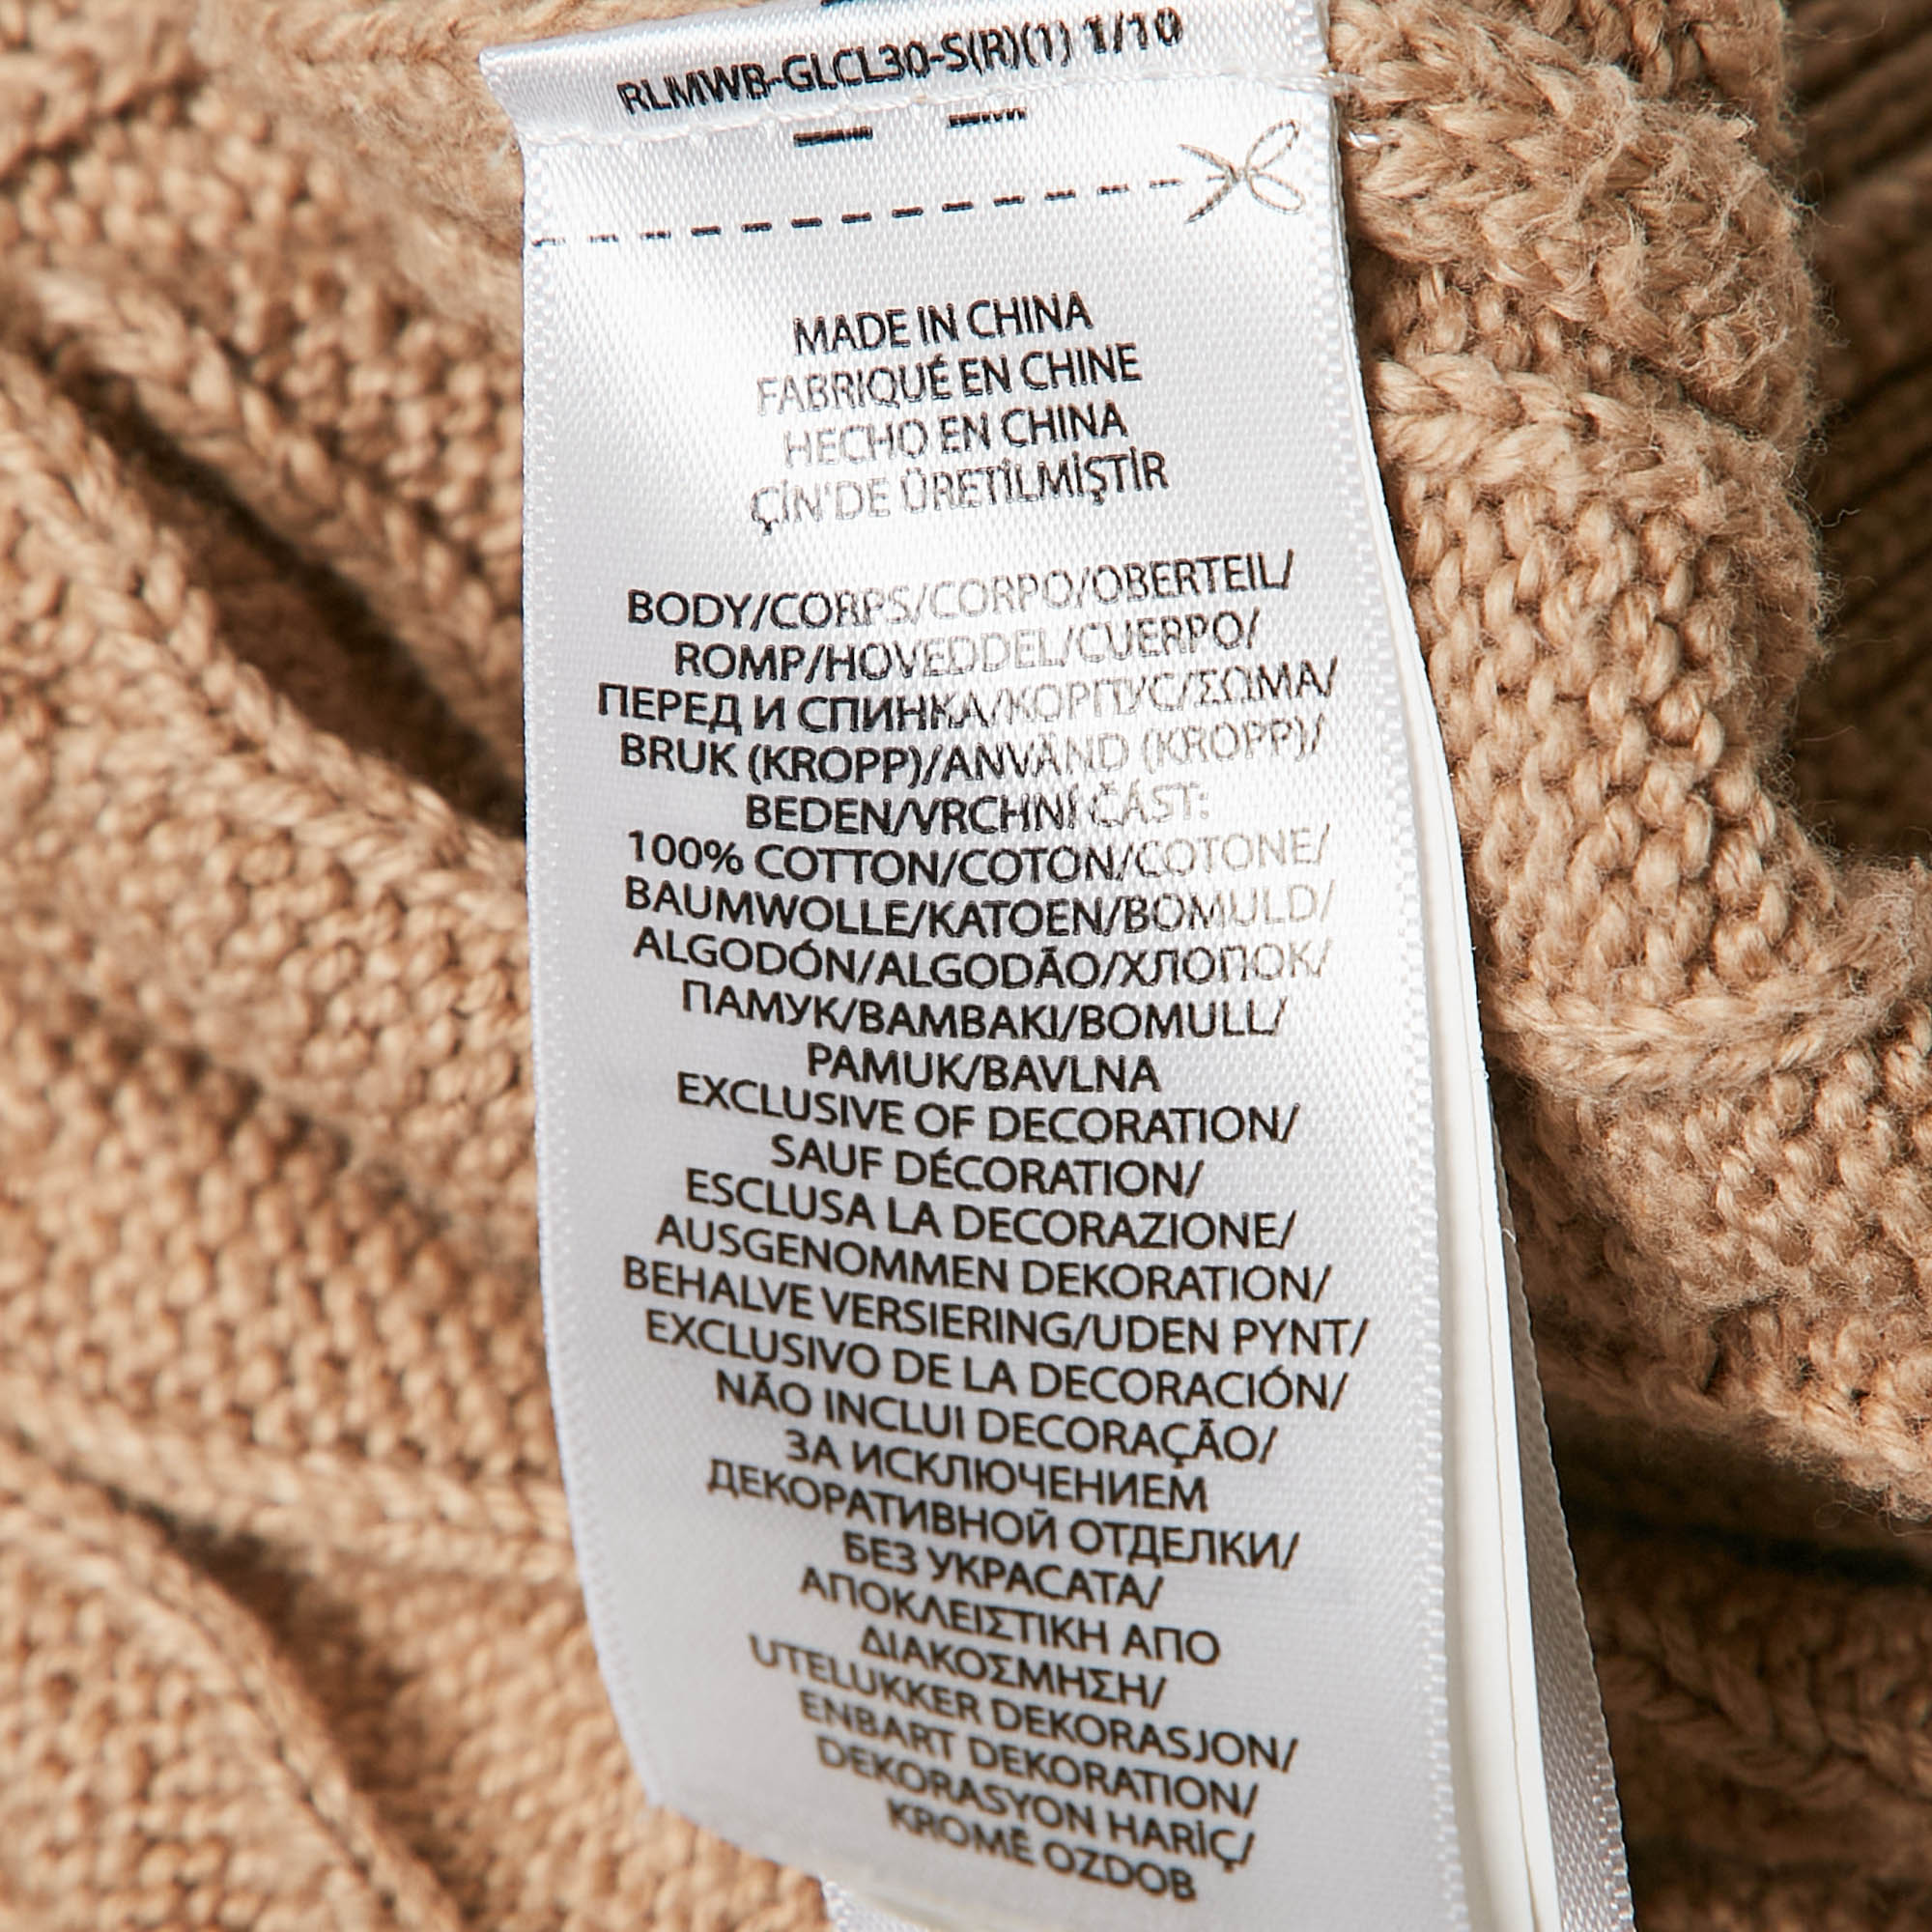 RLMWB-GLCL30-S(R)(1) 1/10
MADE IN CHINA
FABRIQUÉ EN CHINE
HECHO EN CHINA
ÇİN'DE ÜRETİLMİŞTİR
BODY/CORPS/CORPO/OBERTEIL/
ROMP/HOVEDDEL/CUERPO/
ПЕРЕД И СПИНКА/КОРПУС/ΣΩΜΑ/
BRUK (KROPP)/ANVÄND (KROPP)/
BEDEN/VRCHNÍ ČÁST:
100% COTTON/COTON/COTONE/
BAUMWOLLE/KATOEN/BOMULD/
ALGODÓN/ALGODÃO/ХЛОПОК/
ПАМУК/BAMBAKI/BOMULL/
PAMUK/BAVLNA
EXCLUSIVE OF DECORATION/
SAUF DÉCORATION/
ESCLUSA LA DECORAZIONE/
AUSGENOMMEN DEKORATION/
BEHALVE VERSIERING/UDEN PYNT/
EXCLUSIVO DE LA DECORACIÓN/
NÃO INCLUI DECORAÇÃO/
ЗА ИСКЛЮЧЕНИЕМ
ДЕКОРАТИВНОЙ ОТДЕЛКИ/
БЕЗ УКРАСАТА/
ΑΠΟΚΛΕΙΣΤΙΚΗ ΑΠΟ
ΔΙΑΚΟΣΜΗΣΗ/
UTELUKKER DEKORASJON/
ENBART DEKORATION/
DEKORASYON HARİÇ/
KROMĚ OZDOB